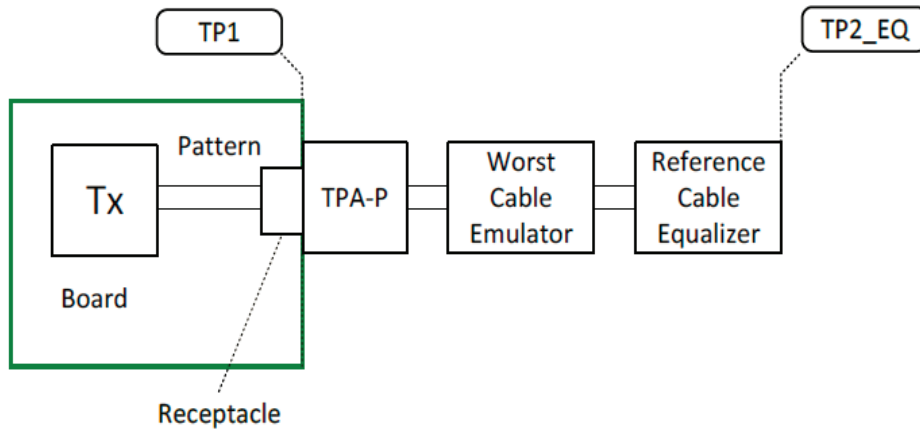 TP1
TP2_EQ
Pattern
Tx
TPA-P
Worst
Cable
Emulator
Reference
Cable
Equalizer
Board
Receptacle